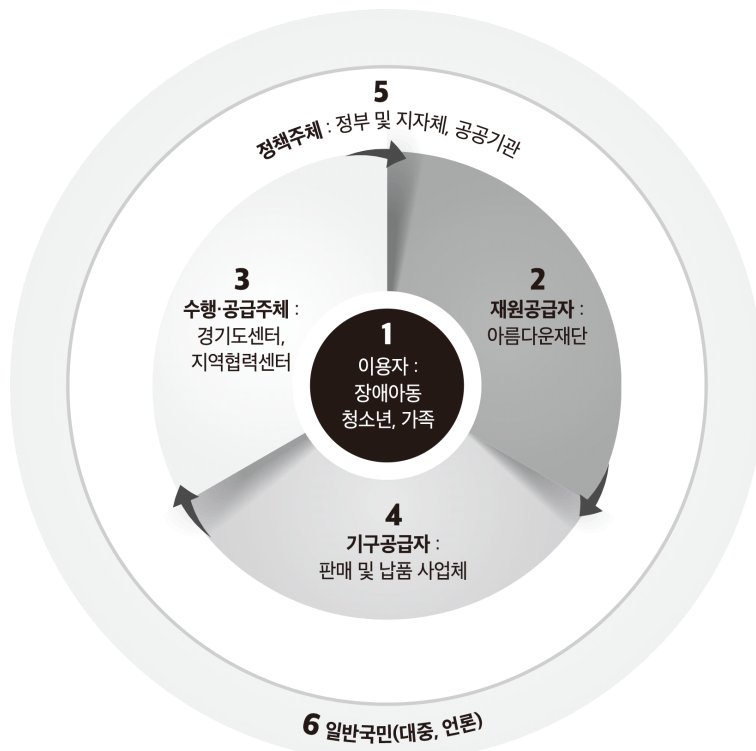 5
정책주체 : 정부 및 지자체, 공공기관
3
수행·공급주체 :
경기도센터,
지역협력센터
2
재원공급자 :
아름다운재단
1
이용자 :
장애아동
청소년, 가족
4
기구공급자 :
판매 및 납품 사업체
6 일반국민(대중, 언론)